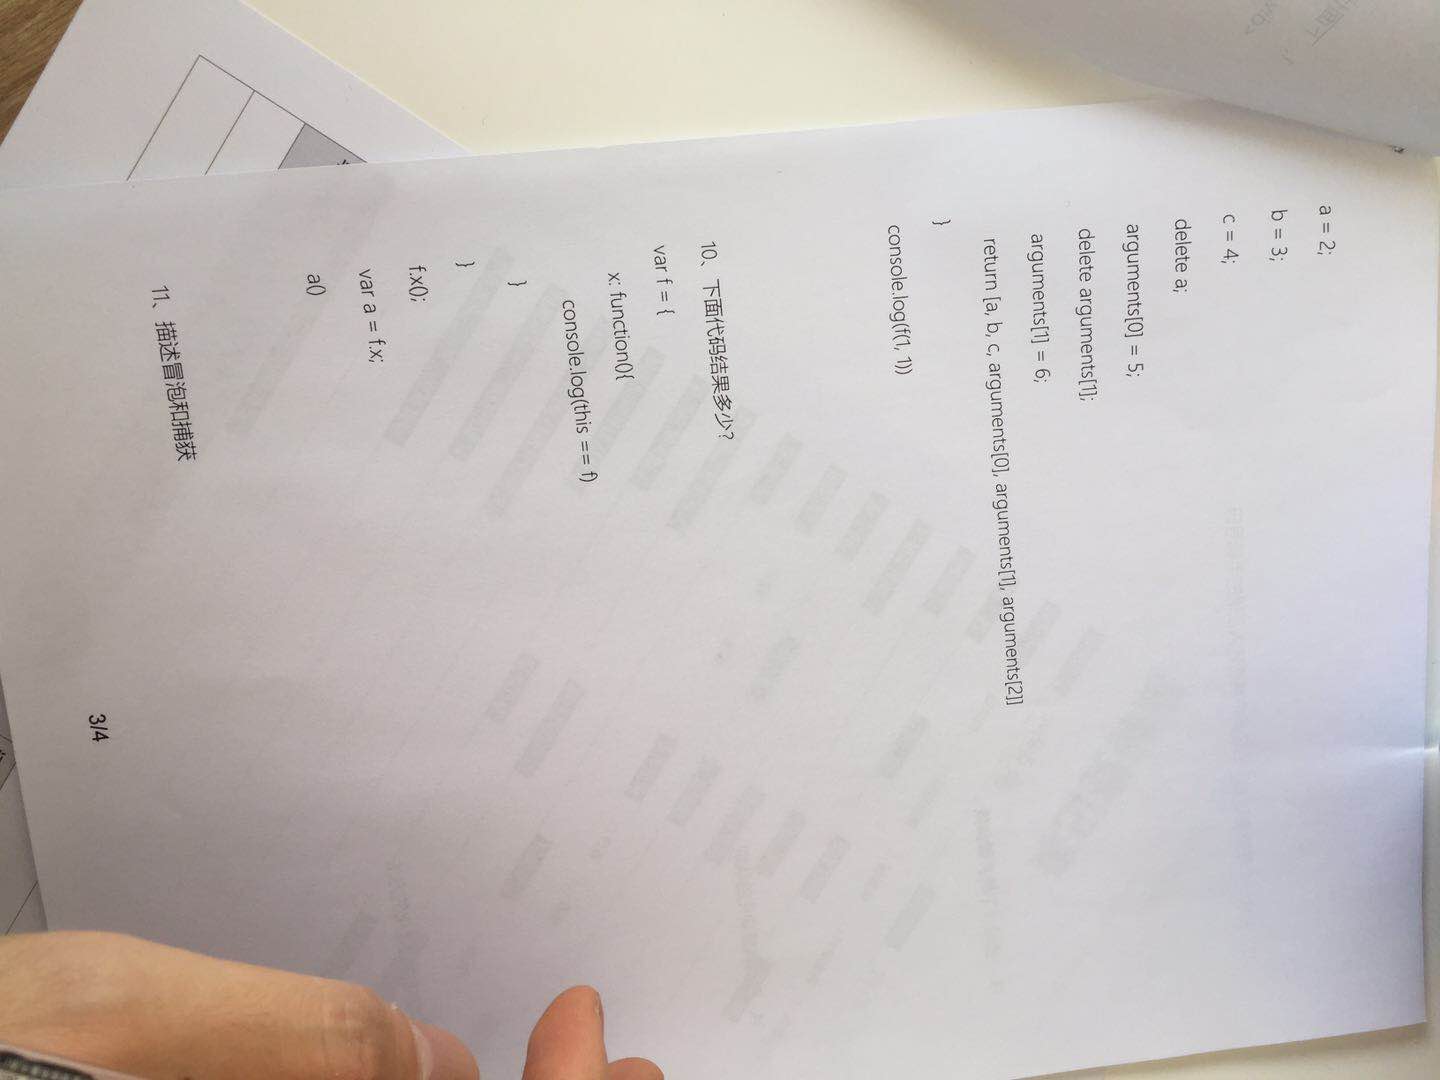 a = 2;
b = 3;
c = 4;
delete a;
arguments[0] = 5;
delete arguments[1];
arguments[1] = 6;
return [a, b, c, arguments[0], arguments[1], arguments[2]]
}
console.log(f(1, 1))
10、下面代码结果多少?
var f = {
x: function(){
console.log(this == f)
}
}
f.x();
var a = f.x;
a()
11、描述冒泡和捕获
3/4